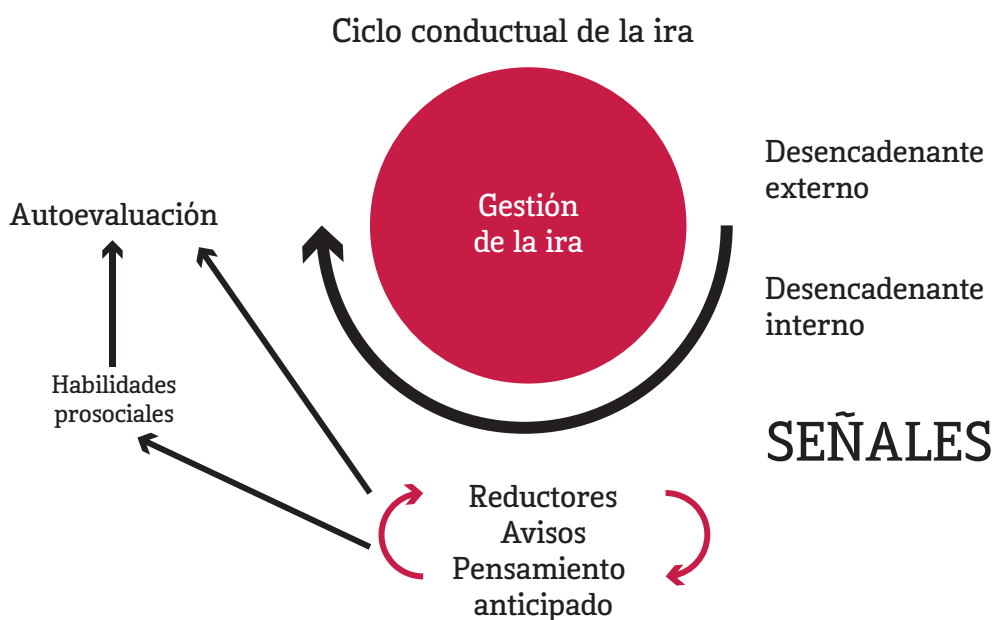 Ciclo conductual de la ira
Gestión
de la ira
Desencadenante
externo
Desencadenante
interno
SEÑALES
Reductores
Avisos
Pensamiento
anticipado
Habilidades
prosociales
Autoevaluación